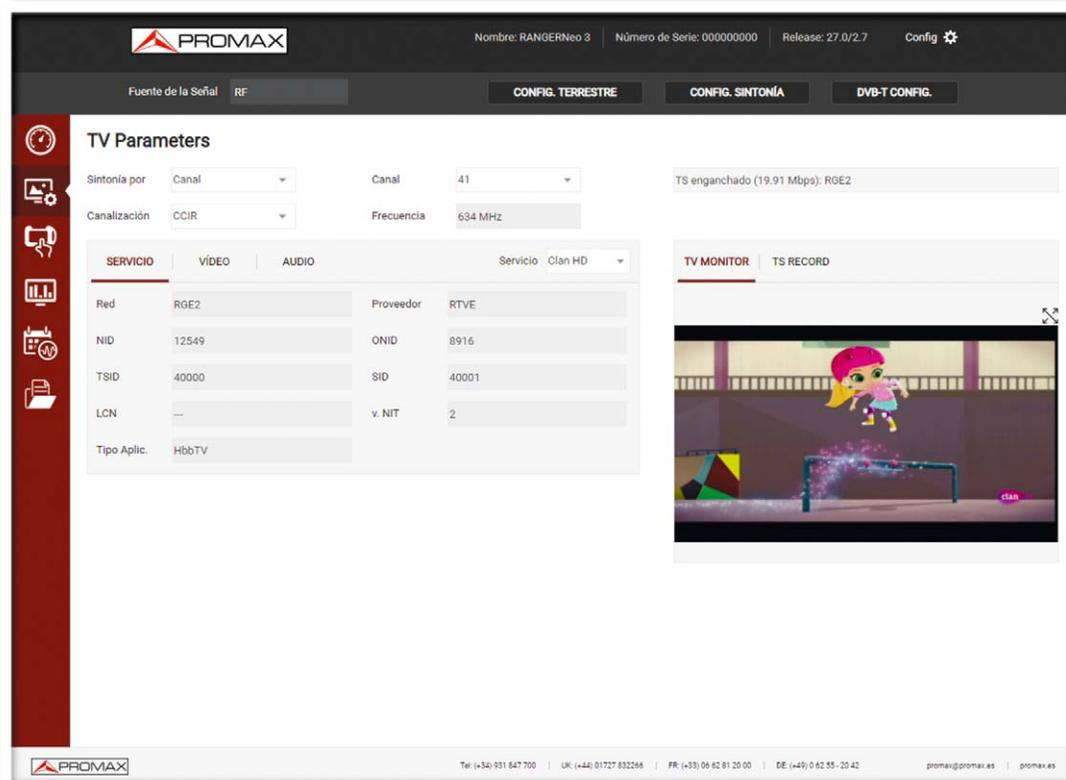 PROMAX
Nombre: RANGERNeo 3 Número de Serie: 000000000 Release: 27.0/2.7 Config
Fuente de la Señal RF CONFIG. TERRESTRE CONFIG. SINTONÍA DVB-T CONFIG.
TV Parameters
Sintonía por Canal Canal 41 TS enganchado (19.91 Mbps): RGE2
Canalización CCIR Frecuencia 634 MHz
SERVICIO VÍDEO AUDIO Servicio Clan HD TV MONITOR TS RECORD
Red RGE2 Proveedor RTVE
NID 12549 ONID 8916
TSID 40000 SID 40001
LCN --- v. NIT 2
Tipo Aplic. HbbTV
clan
PROMAX Tel: (+34) 931 847 700 | UK: (+44) 01727 832266 | FR: (+33) 06 62 81 20 00 | DE: (+49) 0 62 55 - 20 42 promax@promax.es | promax.es